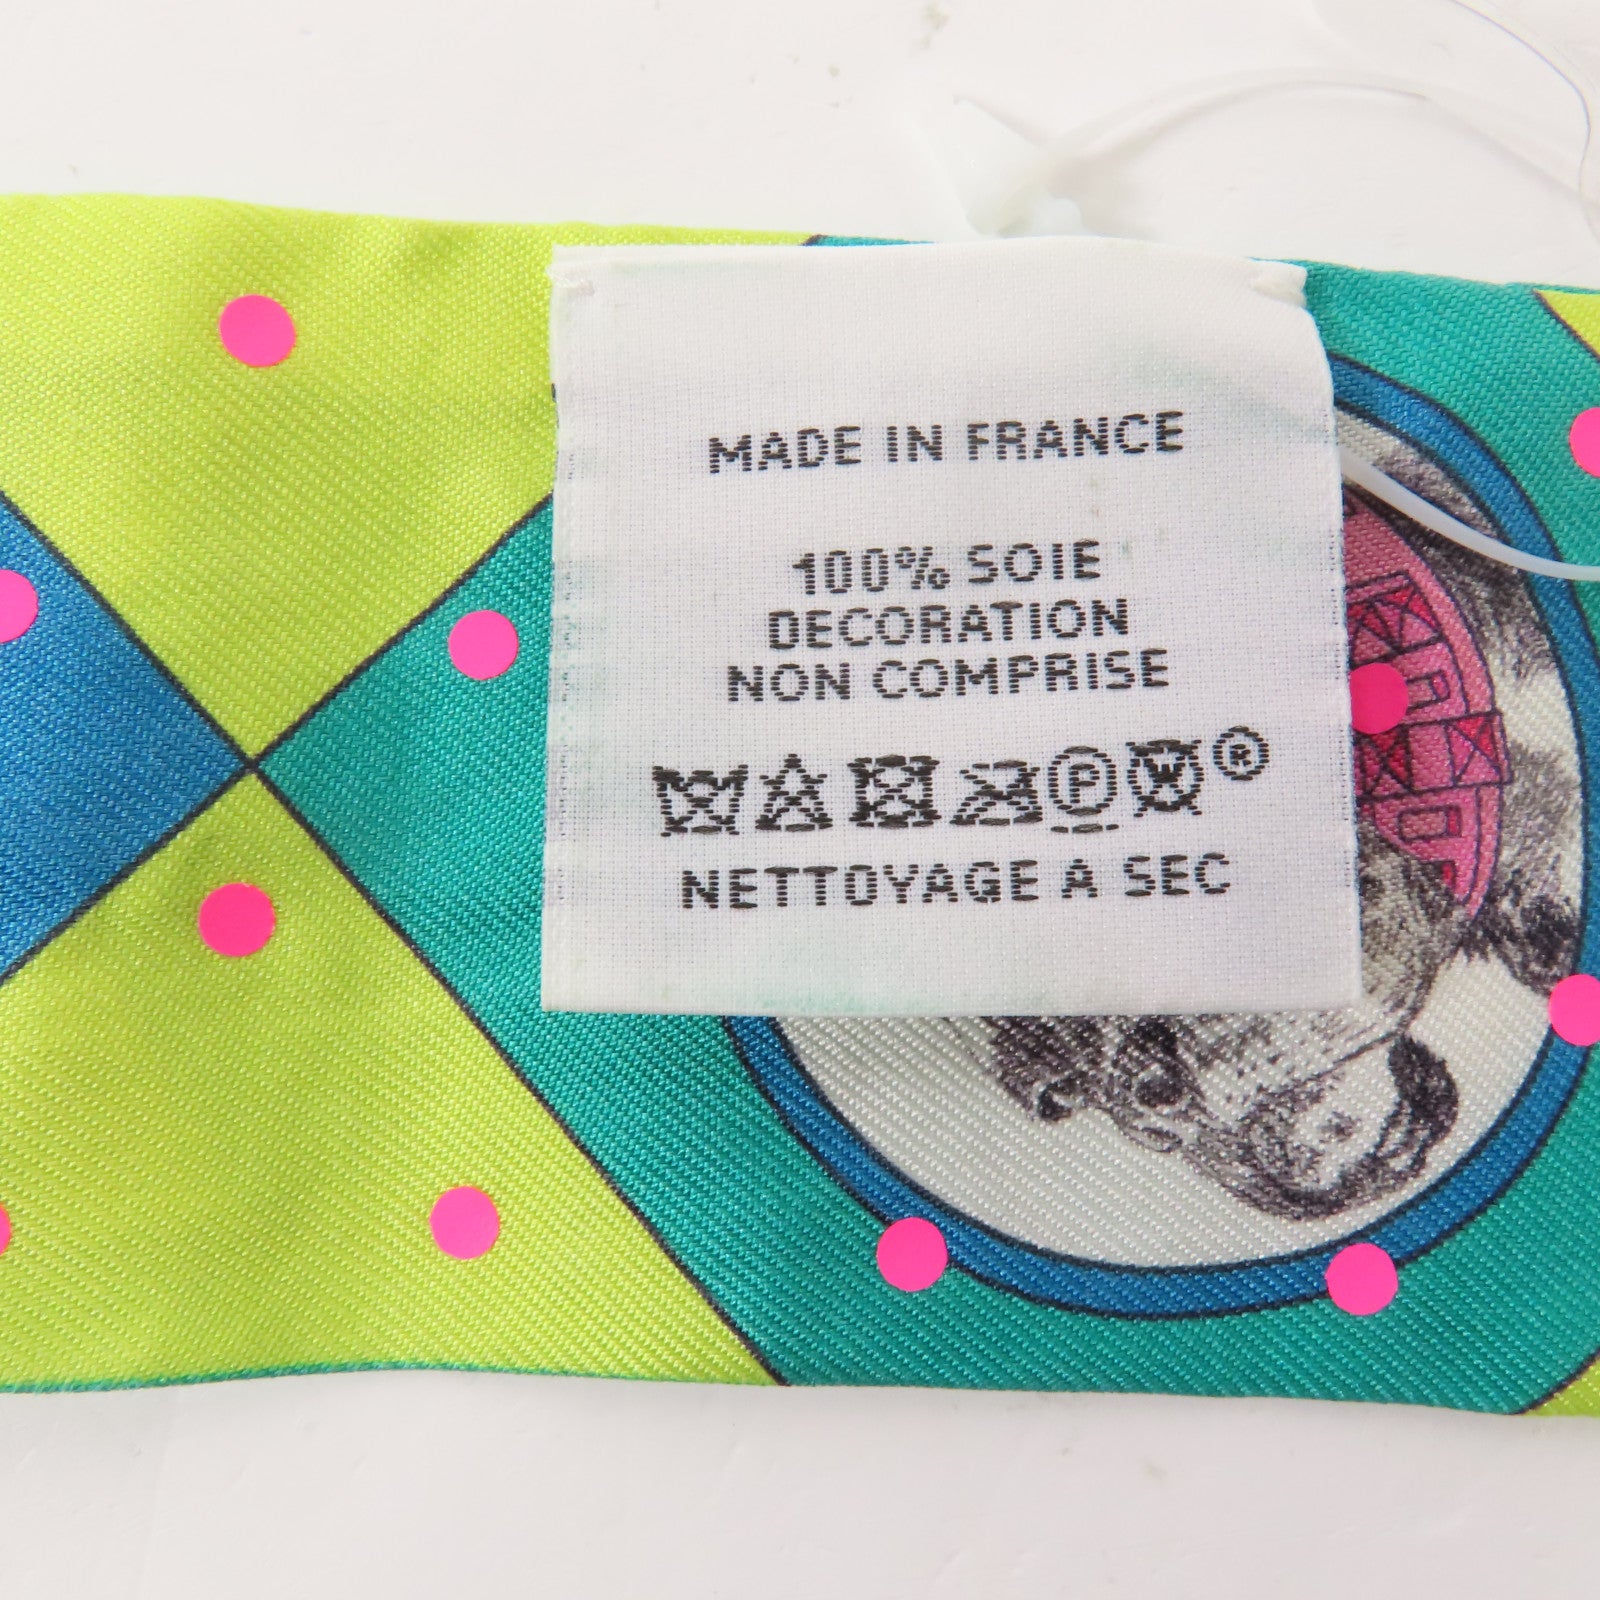 MADE IN FRANCE
100% SOIE
DECORATION
NON COMPRISE
P W ®
NETTOYAGE A SEC